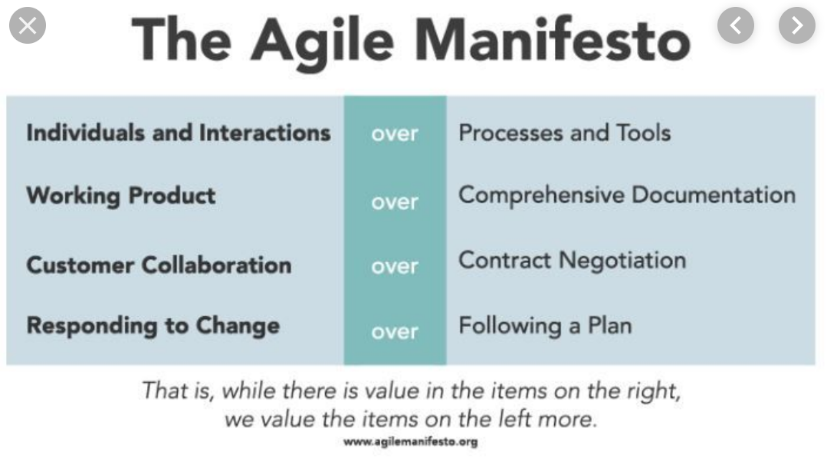 The Agile Manifesto
Individuals and Interactions over Processes and Tools
Working Product over Comprehensive Documentation
Customer Collaboration over Contract Negotiation
Responding to Change over Following a Plan
That is, while there is value in the items on the right,
we value the items on the left more.
www.agilemanifesto.org